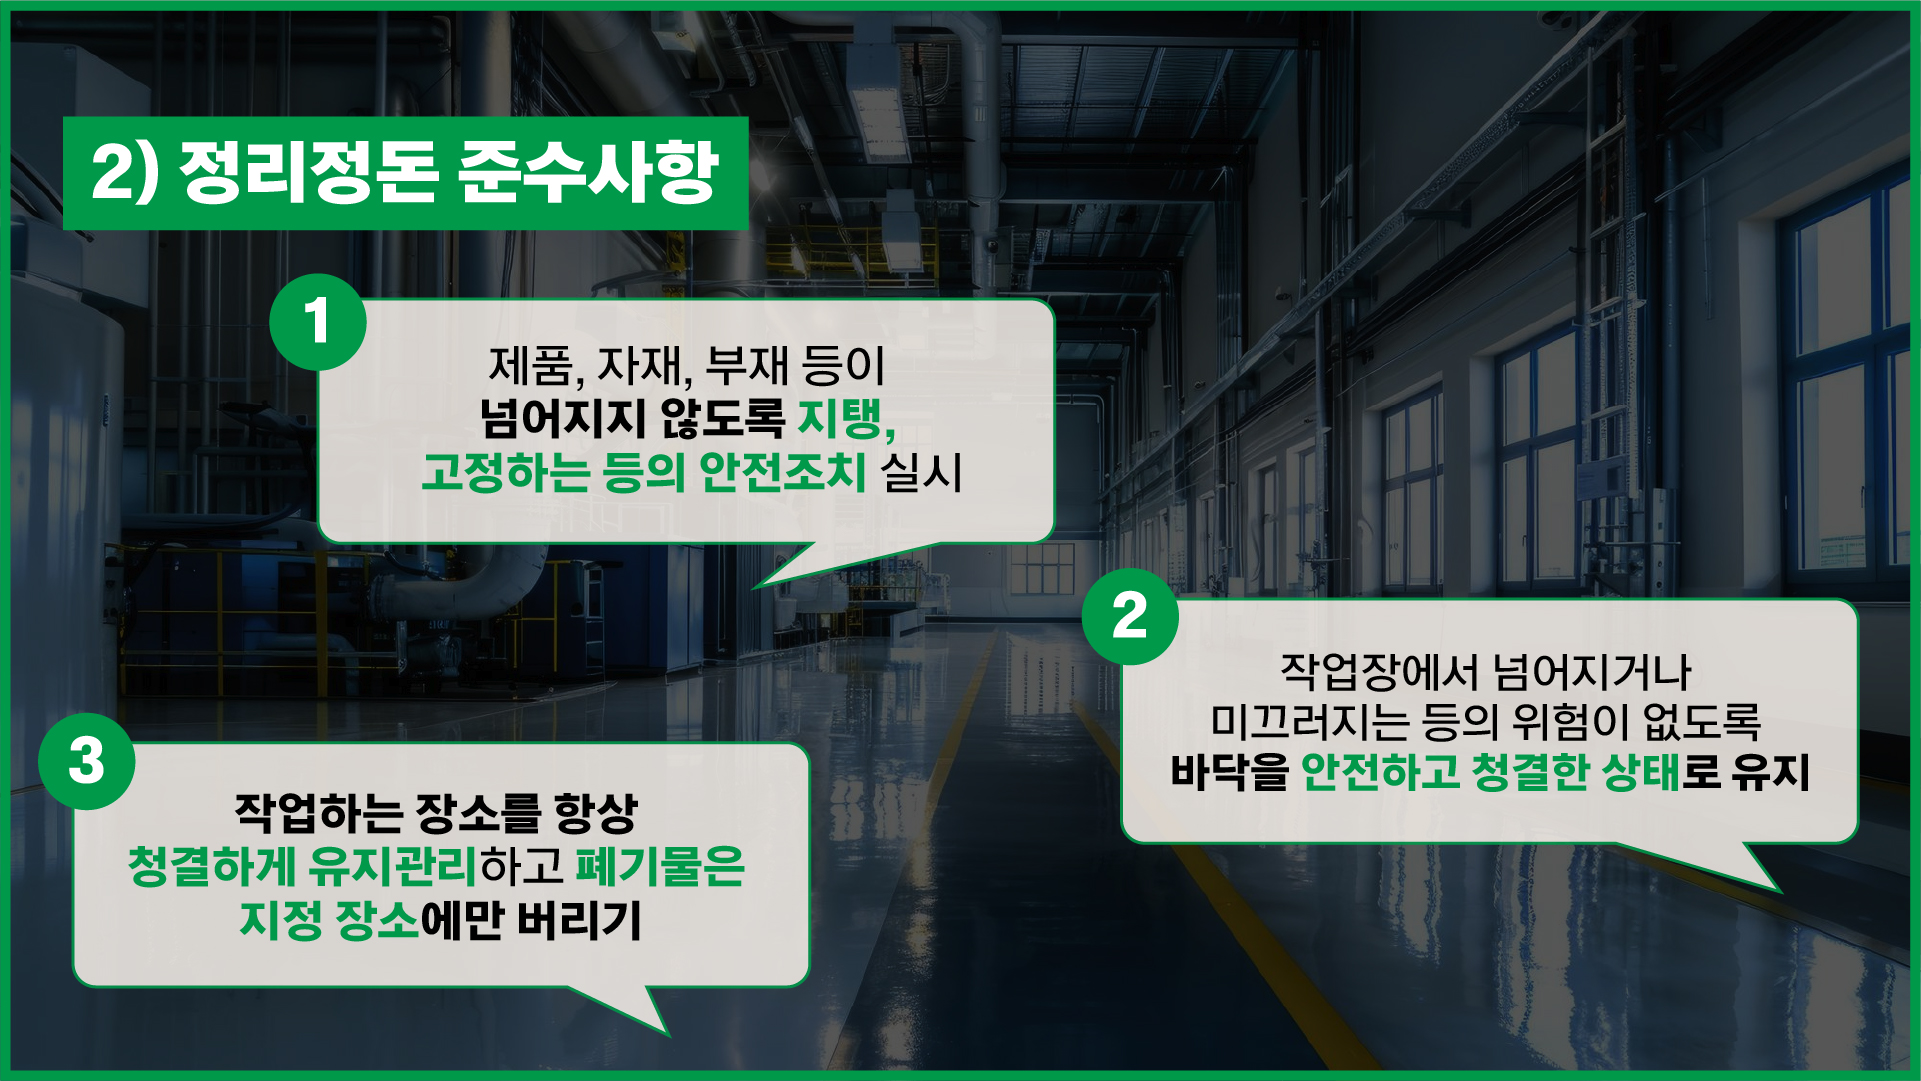 2) 정리정돈 준수사항
1
제품, 자재, 부재 등이
넘어지지 않도록 지탱,
고정하는 등의 안전조치 실시
2
작업장에서 넘어지거나
미끄러지는 등의 위험이 없도록
바닥을 안전하고 청결한 상태로 유지
3
작업하는 장소를 항상
청결하게 유지관리하고 폐기물은
지정 장소에만 버리기